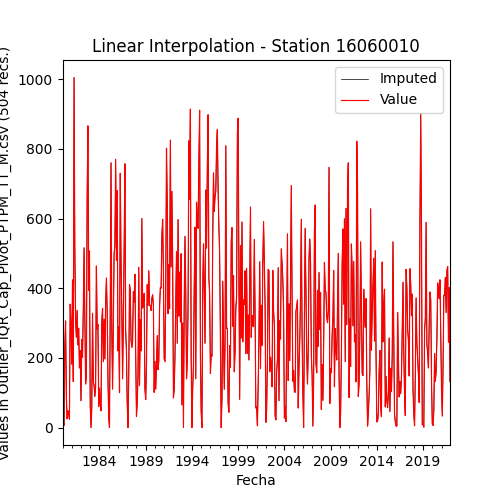 Linear Interpolation - Station 16060010
Imputed
Value
1000
800
600
400
200
0
Values in Outlier_IQR_Cap_Pivot_PTPM_TT_M.csv (504 recs.)
1984 1989 1994 1999 2004 2009 2014 2019
Fecha